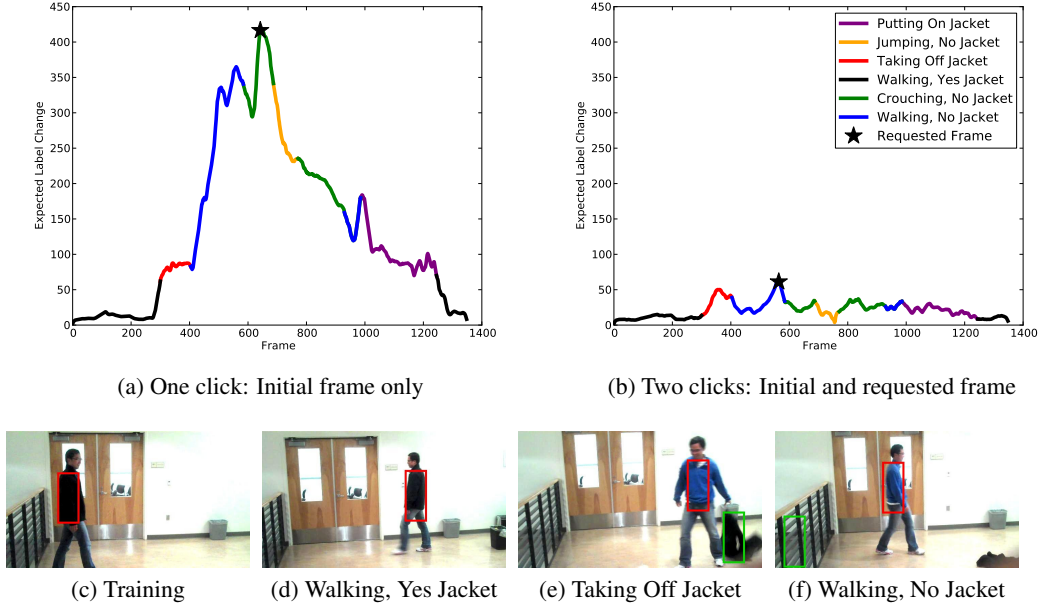 450
400
350
300
250
200
150
100
50
0
0 200 400 600 800 1000 1200 1400
Expected Label Change
Frame
450
400
350
300
250
200
150
100
50
0
0 200 400 600 800 1000 1200 1400
Expected Label Change
Frame
Putting On Jacket
Jumping, No Jacket
Taking Off Jacket
Walking, Yes Jacket
Crouching, No Jacket
Walking, No Jacket
Requested Frame
(a) One click: Initial frame only
(b) Two clicks: Initial and requested frame
(c) Training
(d) Walking, Yes Jacket
(e) Taking Off Jacket
(f) Walking, No Jacket